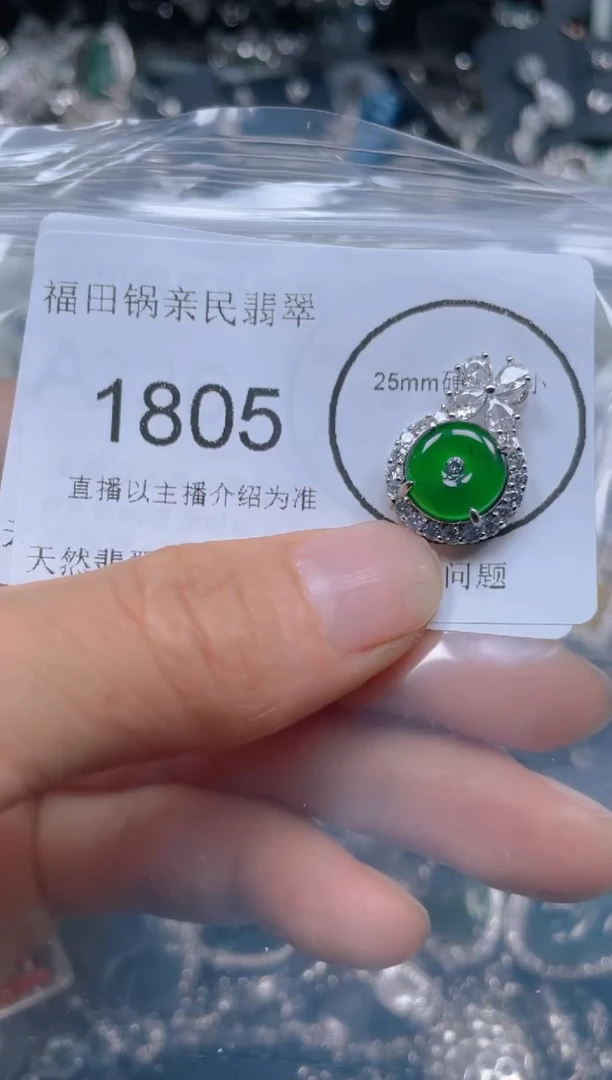 福田锅亲民翡翠
25mm
1805
直播以主播介绍为准
天然翡
问题